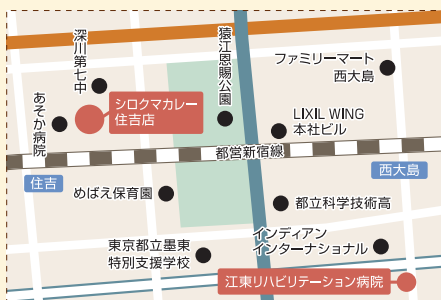 深川第七中
猿江恩賜公園
ファミリーマート
西大島
あそか病院
シロクマカレー
住吉店
LIXIL WING
本社ビル
都営新宿線
住吉
西大島
めばえ保育園
都立科学技術高
東京都立墨東
特別支援学校
インディアン
インターナショナル
江東リハビリテーション病院